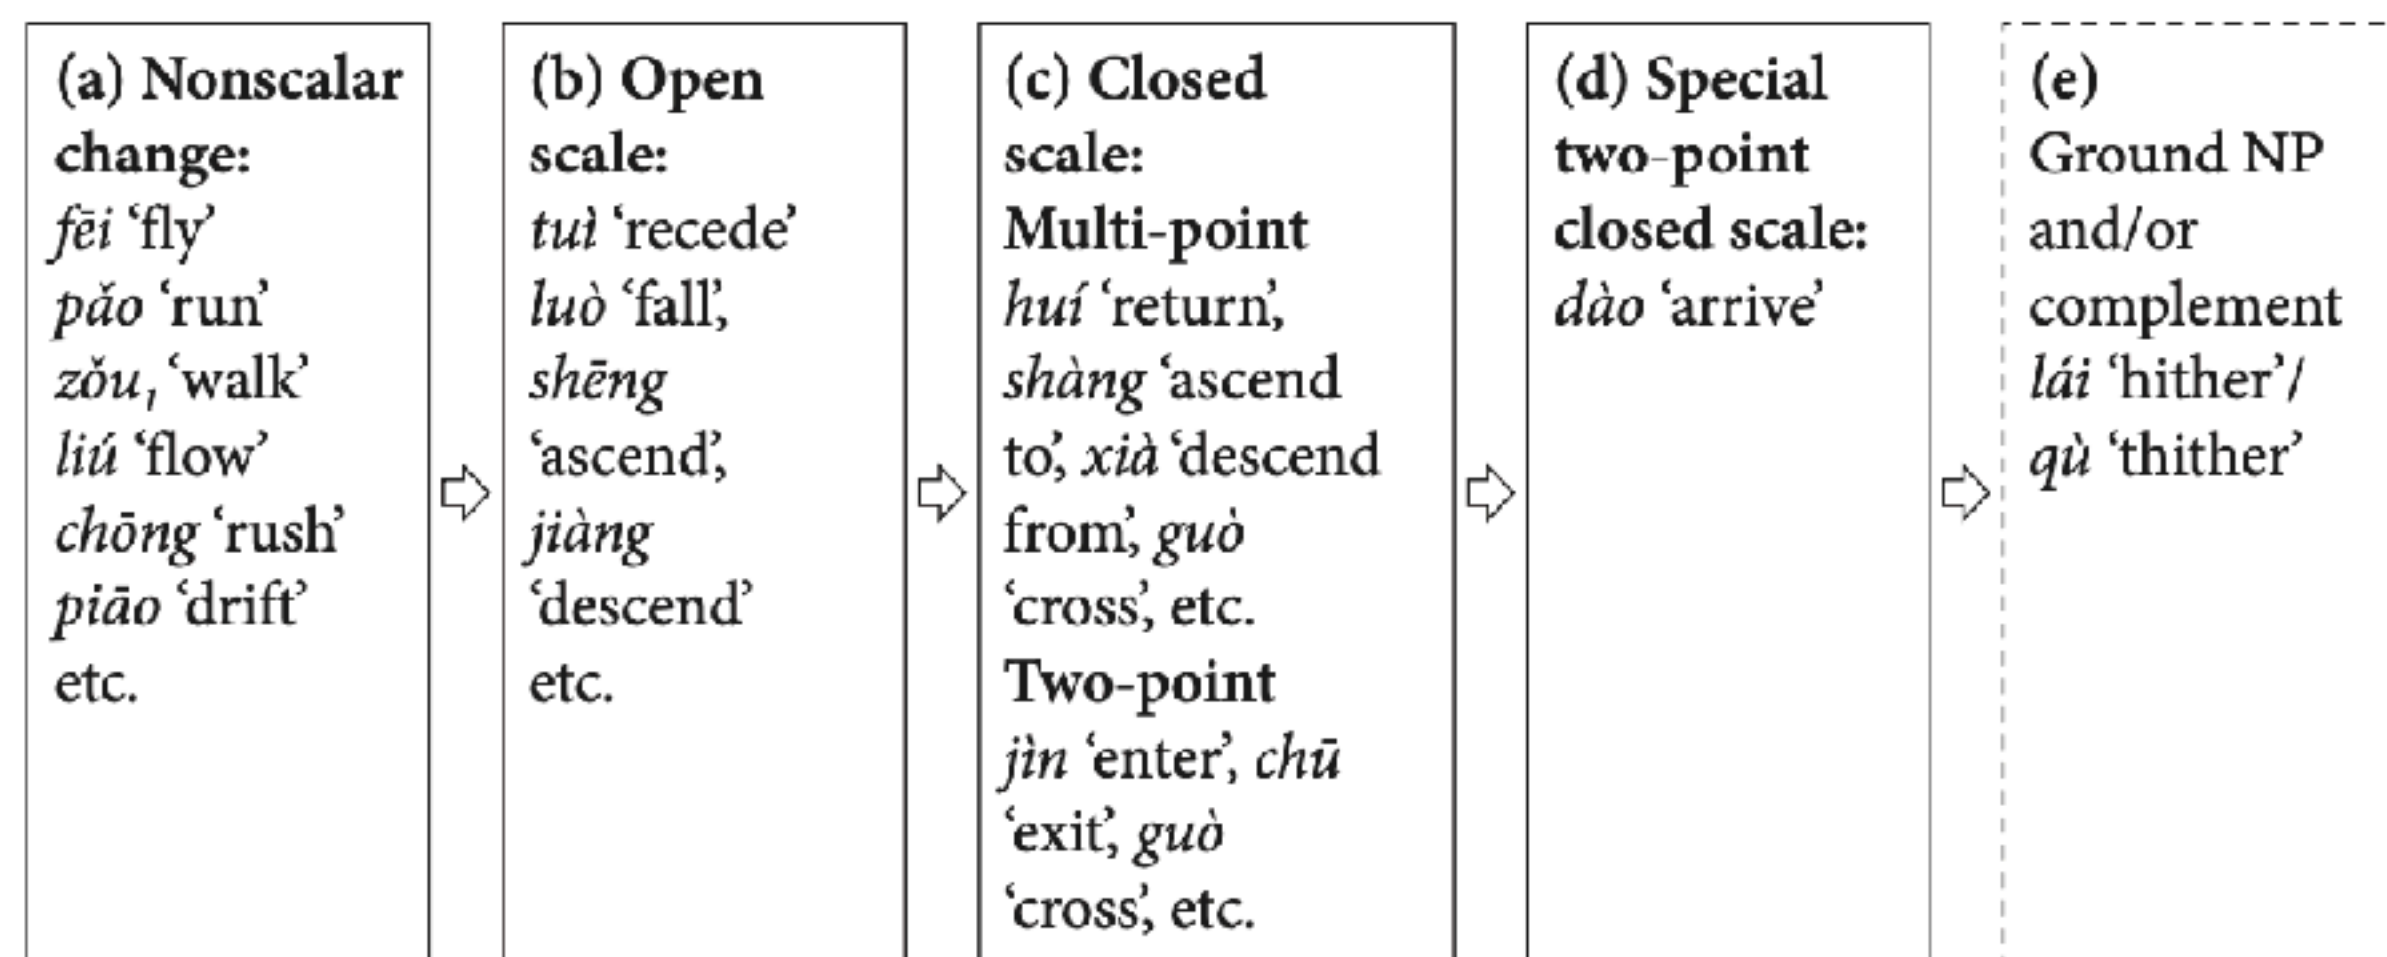 (a) Nonscalar
change:
fēi ‘fly’
pǎo ‘run’
zǒu₁ ‘walk’
liú ‘flow’
chōng ‘rush’
piāo ‘drift’
etc.
(b) Open
scale:
tuì ‘recede’
luò ‘fall’,
shēng
‘ascend’,
jiàng
‘descend’
etc.
(c) Closed
scale:
Multi-point
huí ‘return’,
shàng ‘ascend
to’, xià ‘descend
from’, guò
‘cross’, etc.
Two-point
jìn ‘enter’, chū
‘exit’, guò
‘cross’, etc.
(d) Special
two-point
closed scale:
dào ‘arrive’
(e)
Ground NP
and/or
complement
lái ‘hither’/
qù ‘thither’